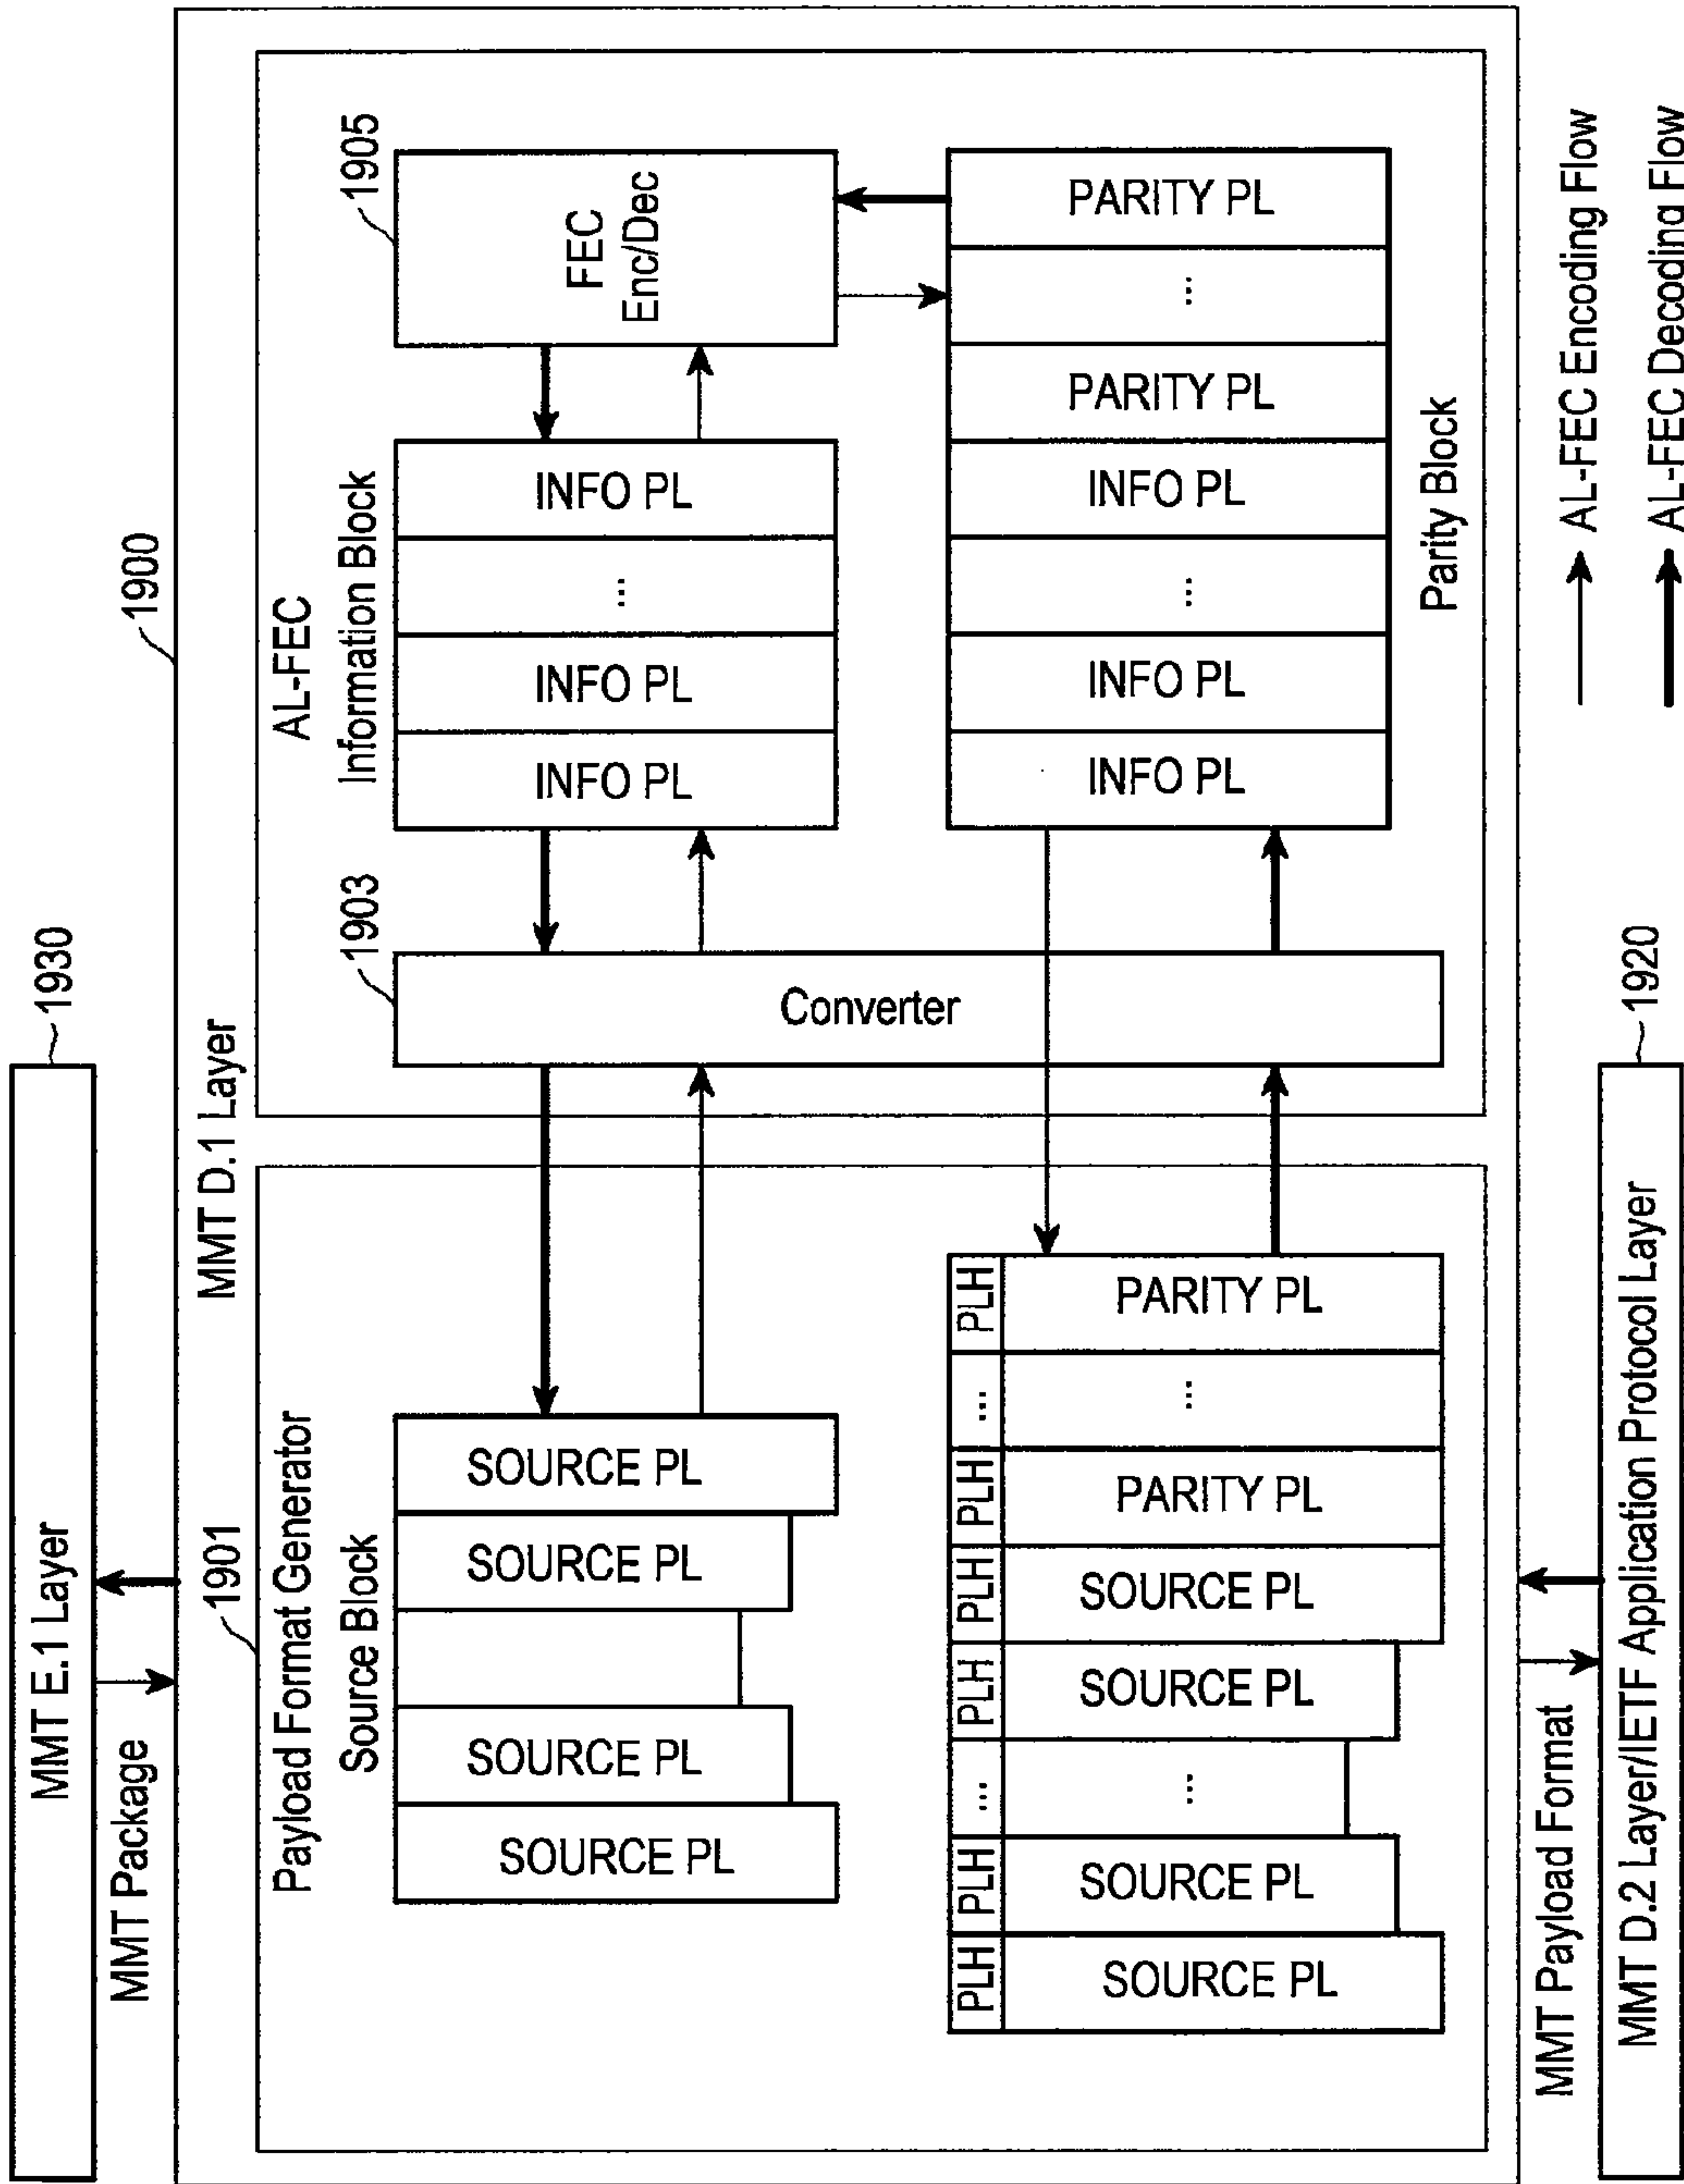 MMT E.1 Layer
1930
MMT Package
1900
MMT D.1 Layer
1901
Payload Format Generator
Source Block
SOURCE PL
SOURCE PL
SOURCE PL
SOURCE PL
PLH
PLH
...
PLH
PLH
PLH
...
PLH
SOURCE PL
SOURCE PL
...
SOURCE PL
SOURCE PL
PARITY PL
...
PARITY PL
AL-FEC
1903
Converter
Information Block
INFO PL
INFO PL
...
INFO PL
1905
FEC
Enc/Dec
INFO PL
INFO PL
...
INFO PL
PARITY PL
...
PARITY PL
Parity Block
MMT Payload Format
MMT D.2 Layer/IETF Application Protocol Layer
1920
AL-FEC Encoding Flow
AL-FEC Decoding Flow